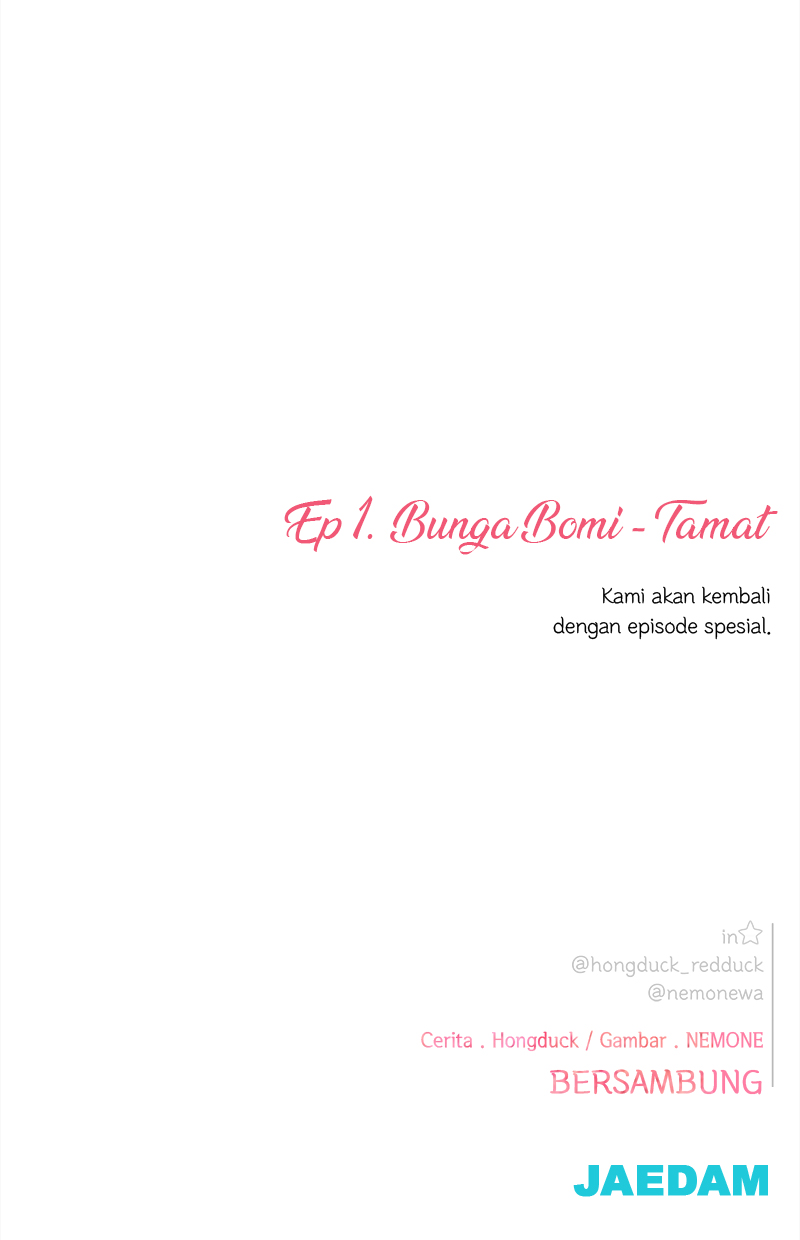 Ep 1. Bunga Bomi - Tamat
Kami akan kembali
dengan episode spesial.
in☆
@hongduck_redduck
@nemonewa
Cerita . Hongduck / Gambar . NEMONE
BERSAMBUNG
JAEDAM